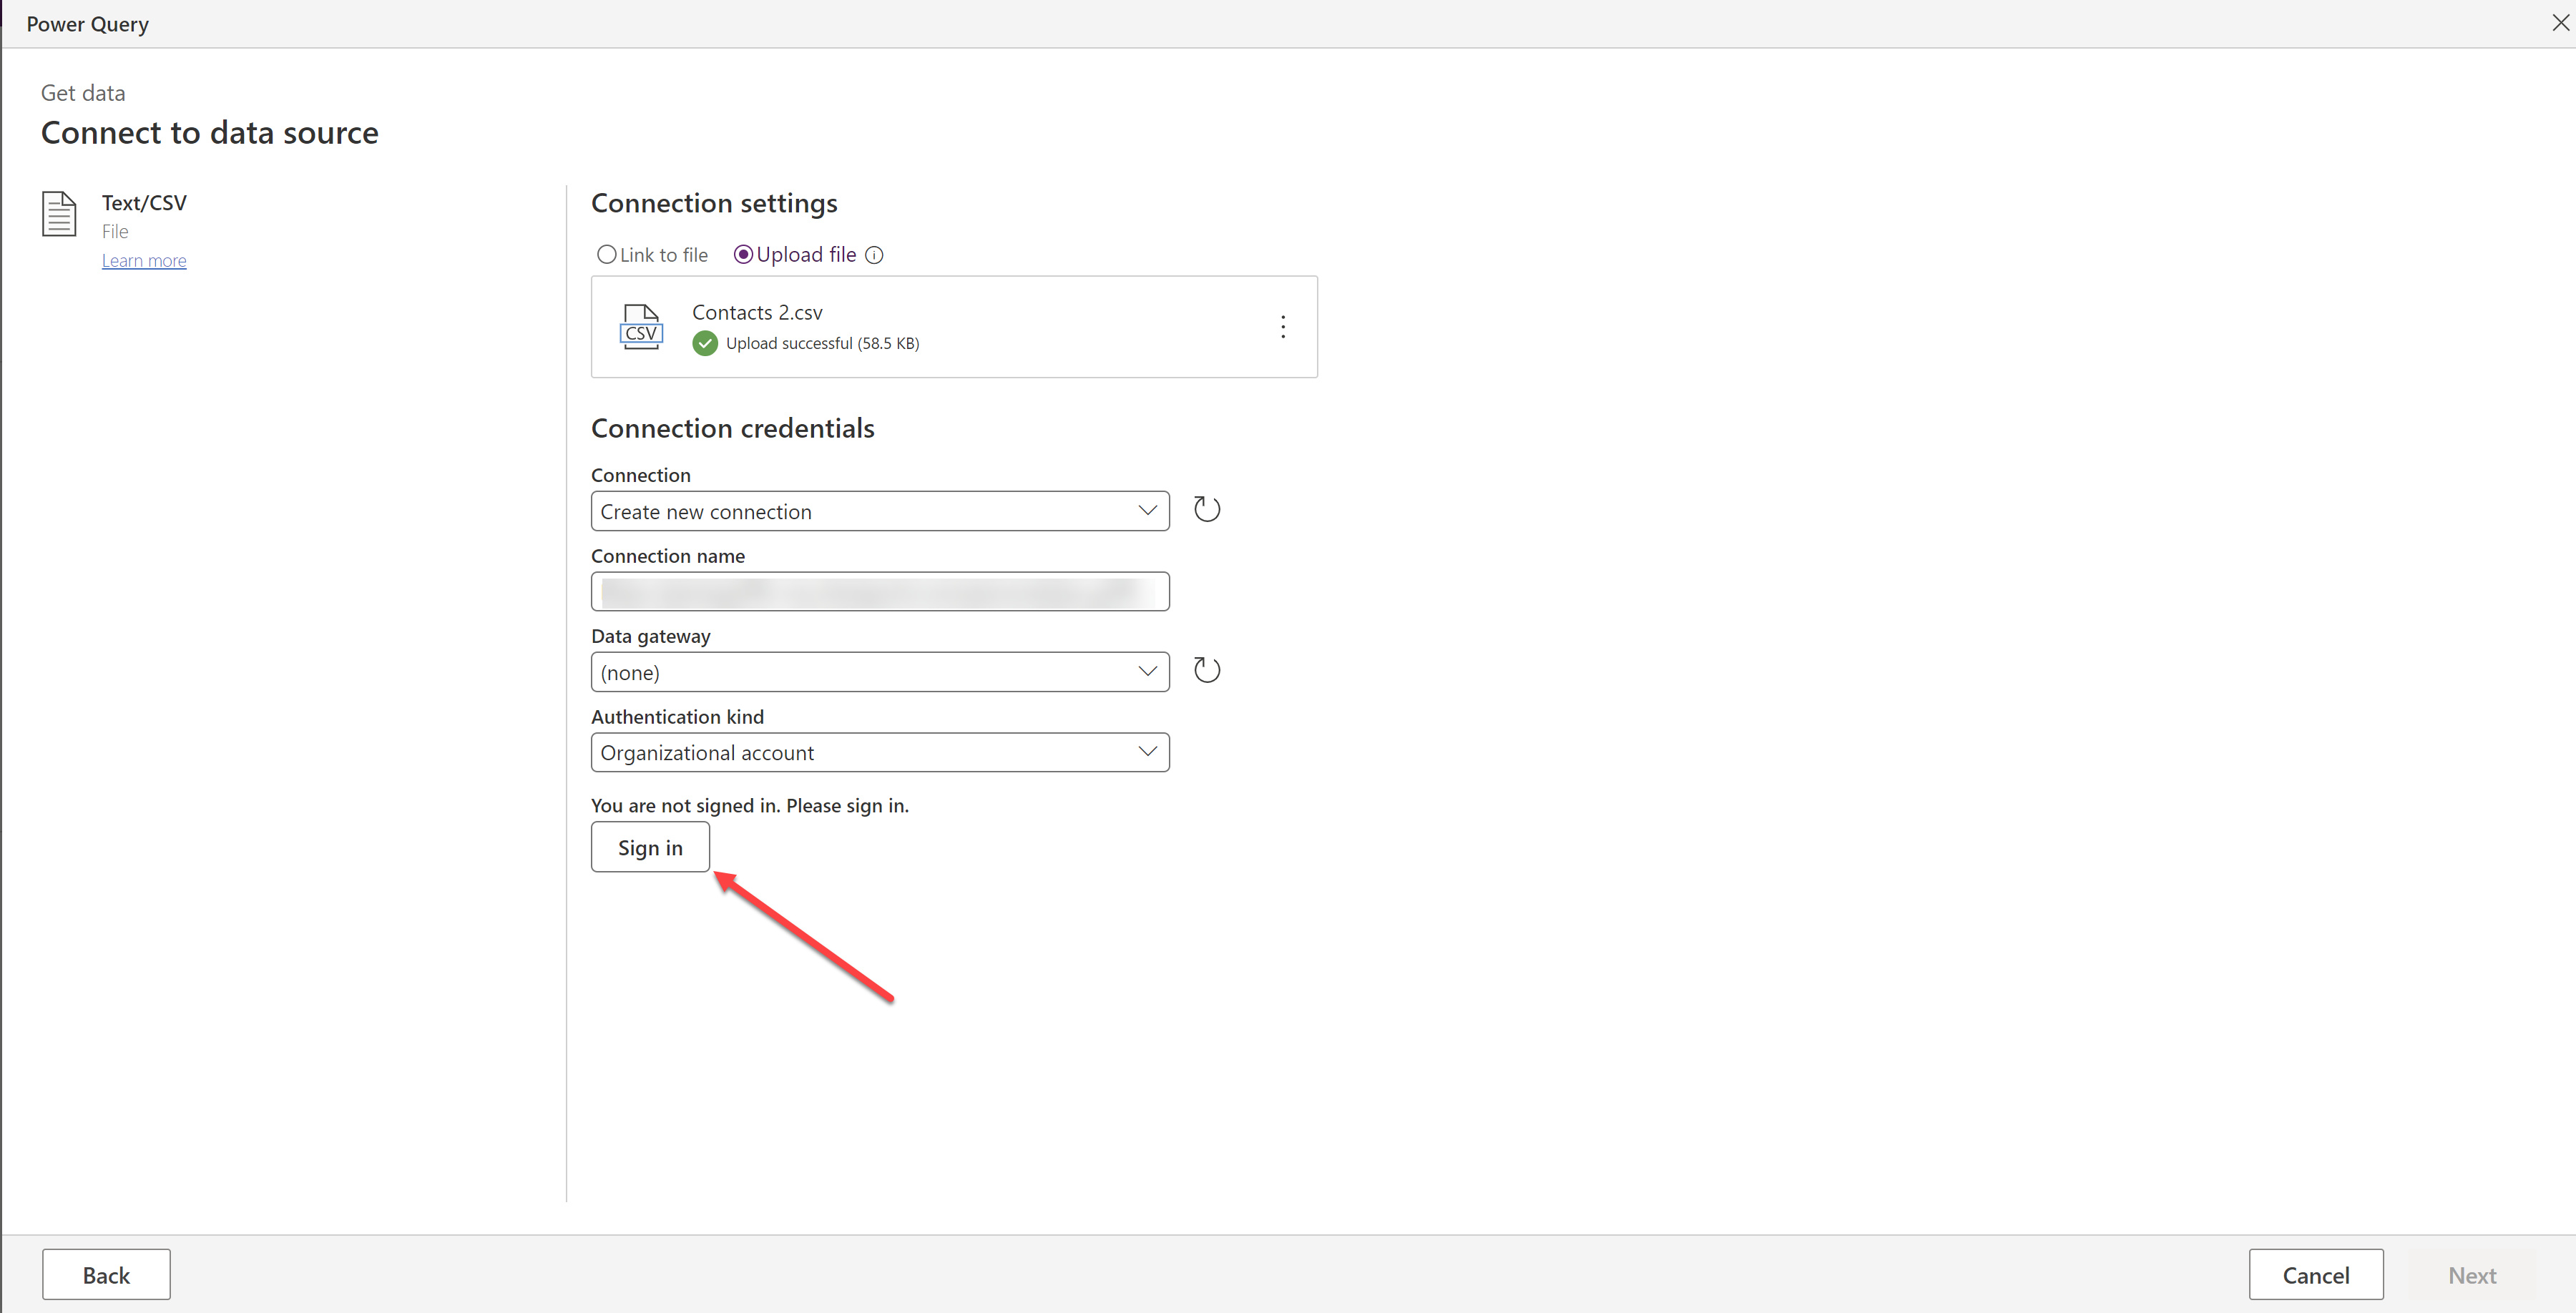 Power Query
Get data
Connect to data source
Text/CSV
File
Learn more
Connection settings
Link to file
Upload file
CSV
Contacts 2.csv
Upload successful (58.5 KB)
Connection credentials
Connection
Create new connection
Connection name
Data gateway
(none)
Authentication kind
Organizational account
You are not signed in. Please sign in.
Sign in
Back
Cancel
Next